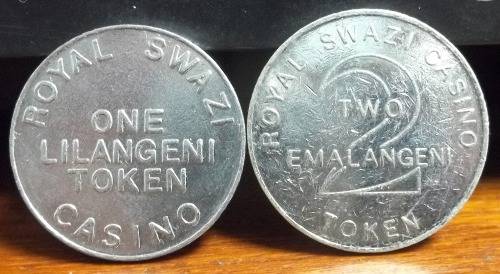 ROYAL SWAZI
ONE
LILANGENI
TOKEN
CASINO
ROYAL SWAZI CASINO
2
TWO
EMALANGENI
TOKEN